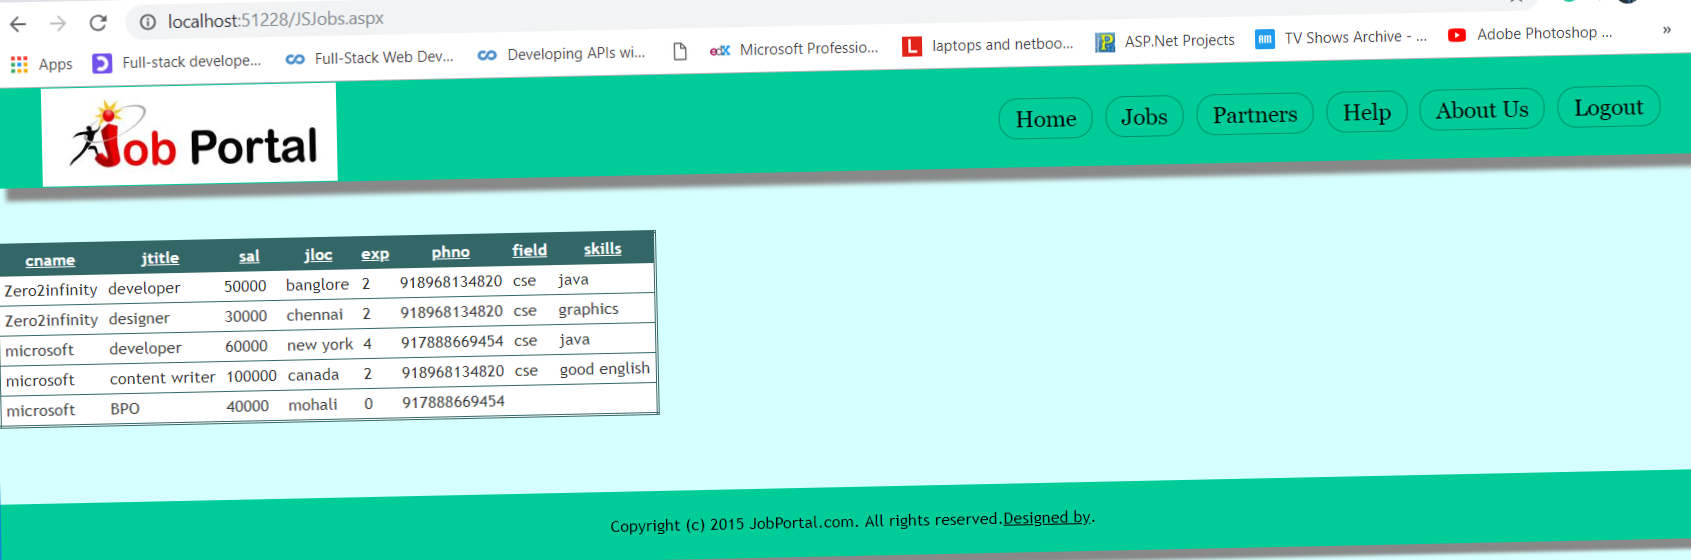 localhost:51228/JSJobs.aspx
Apps Full-stack develope... Full-Stack Web Dev... Developing APIs wi... edX Microsoft Professio... L laptops and netboo... ASP.Net Projects AM TV Shows Archive - ... Adobe Photoshop ... »
Job Portal
Home Jobs Partners Help About Us Logout
cname jtitle sal jloc exp phno field skills
Zero2infinity developer 50000 banglore 2 918968134820 cse java
Zero2infinity designer 30000 chennai 2 918968134820 cse graphics
microsoft developer 60000 new york 4 917888669454 cse java
microsoft content writer 100000 canada 2 918968134820 cse good english
microsoft BPO 40000 mohali 0 917888669454
Copyright (c) 2015 JobPortal.com. All rights reserved.Designed by.